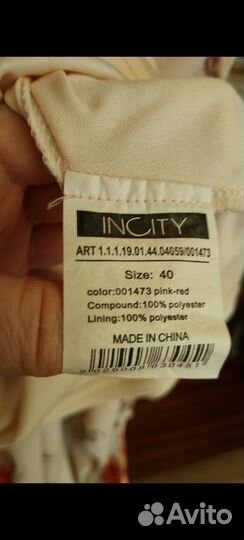 INCITY
ART 1.1.1.19.01.44.04059/001473
Size: 40
color:001473 pink-red
Compound:100% polyester
Lining:100% polyester
MADE IN CHINA
Avito